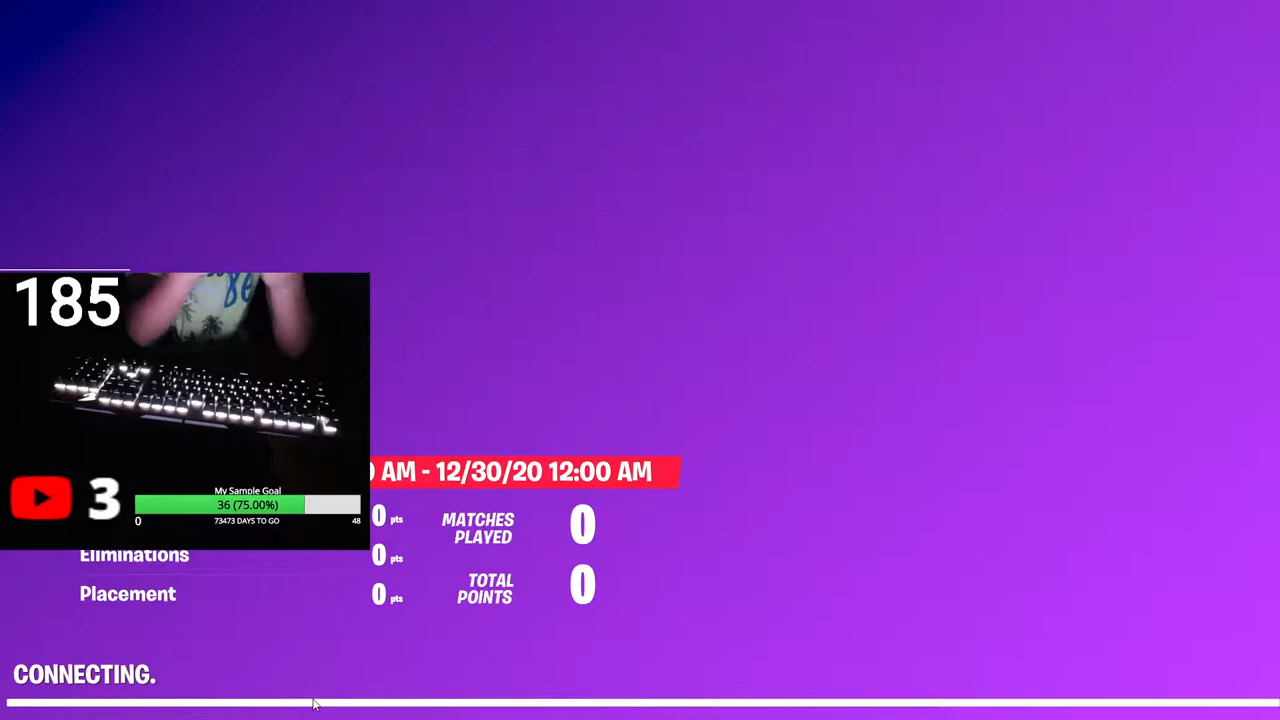 185
8
3
My Sample Goal
36 (75.00%)
0
73473 DAYS TO GO
48
AM - 12/30/20 12:00 AM
0 pts
Eliminations
0 pts
Placement
0 pts
MATCHES
PLAYED
0
TOTAL
POINTS
0
CONNECTING.